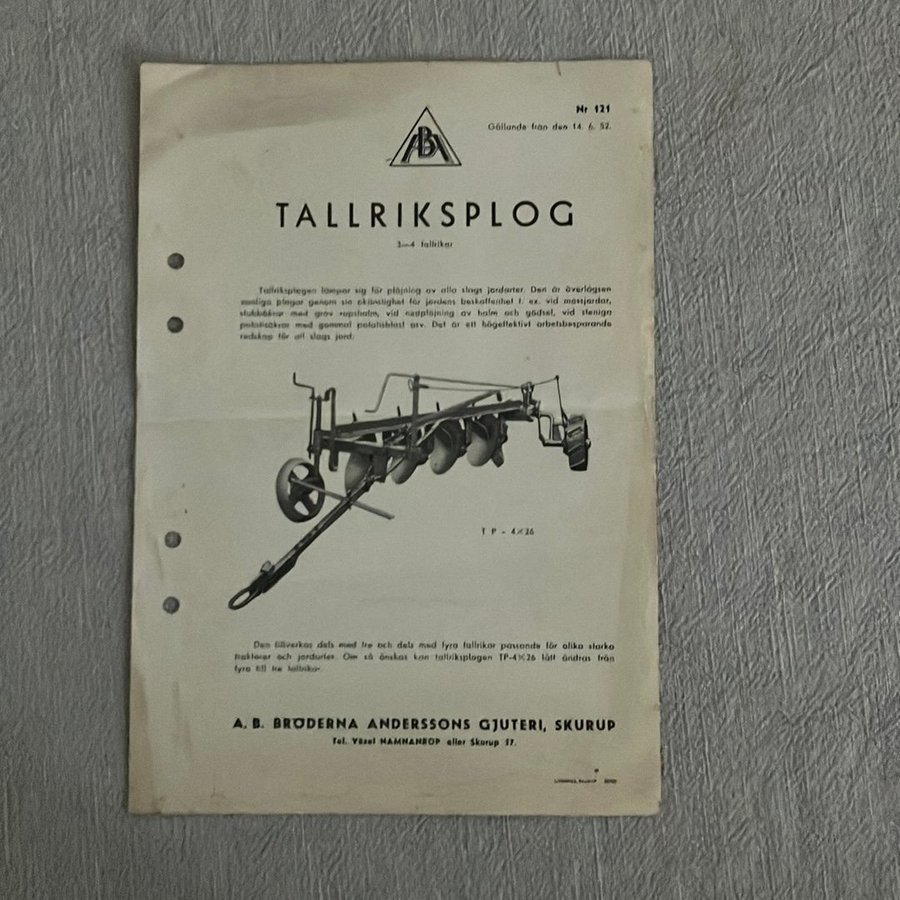 Nr 121
Gällande från den 14. 6. 52.
ABA
TALLRIKSPLOG
3—4 tallrikar
Tallriksplogen lämpar sig för plöjning av alla slags jordarter. Den är överlägsen
vanliga plogar genom sin okänslighet för jordens beskaffenhet t. ex. vid mossjordar,
stubbåkrar med grov rapshalm, vid nedplöjning av halm och gödsel, vid steniga
potatisåkrar med gammal potatisblast osv. Det är ett högeffektivt arbetsbesparande
redskap för all slags jord.
T P - 4×26
Den tillverkas dels med tre och dels med fyra tallrikar passande för olika starka
traktorer och jordarter. Om så önskas kan tallriksplogen TP-4×26 lätt ändras från
fyra till tre tallrikar.
A. B. BRÖDERNA ANDERSSONS GJUTERI, SKURUP
Tel. Växel NAMNANROP eller Skurup 17.